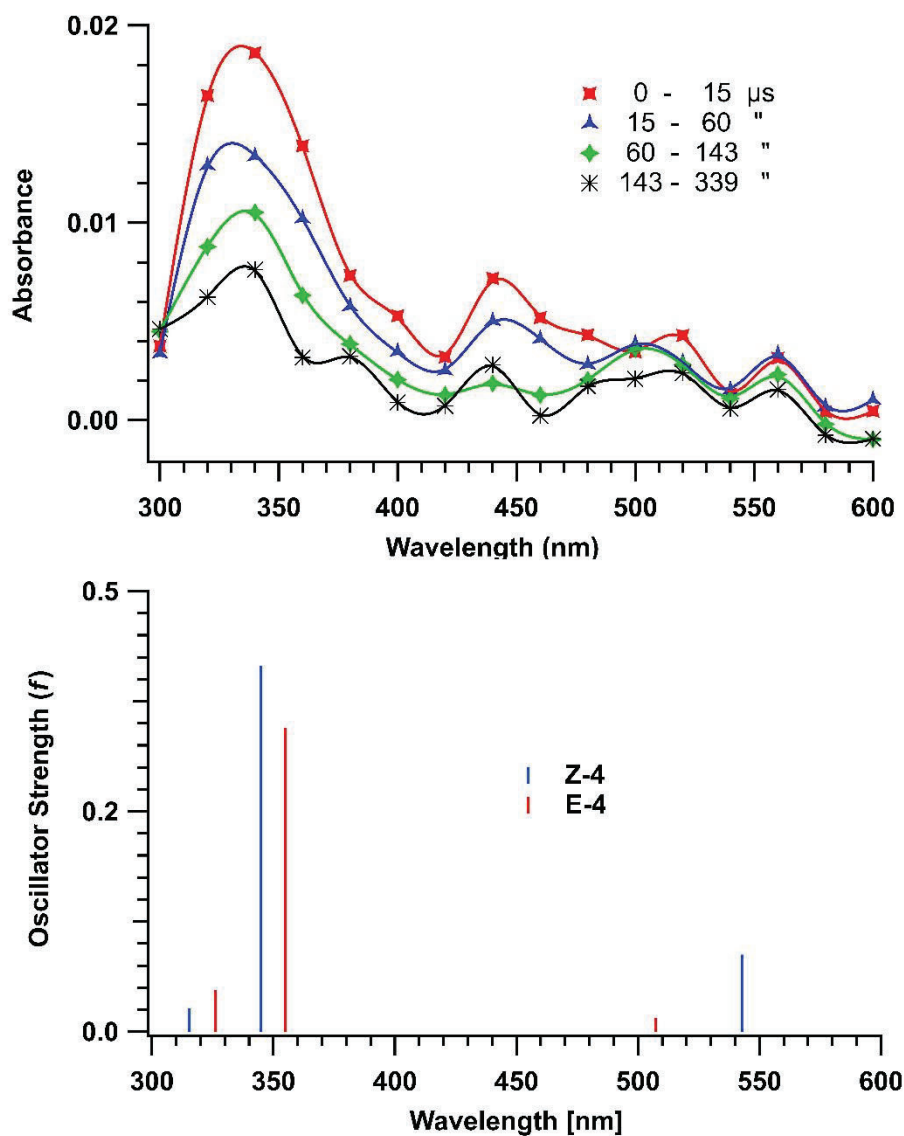 0.02
0.01
0.00
Absorbance
0 - 15 µs
15 - 60 "
60 - 143 "
143 - 339 "
300 350 400 450 500 550 600
Wavelength (nm)
0.5
0.2
0.0
Oscillator Strength (f)
Z-4
E-4
300 350 400 450 500 550 600
Wavelength [nm]